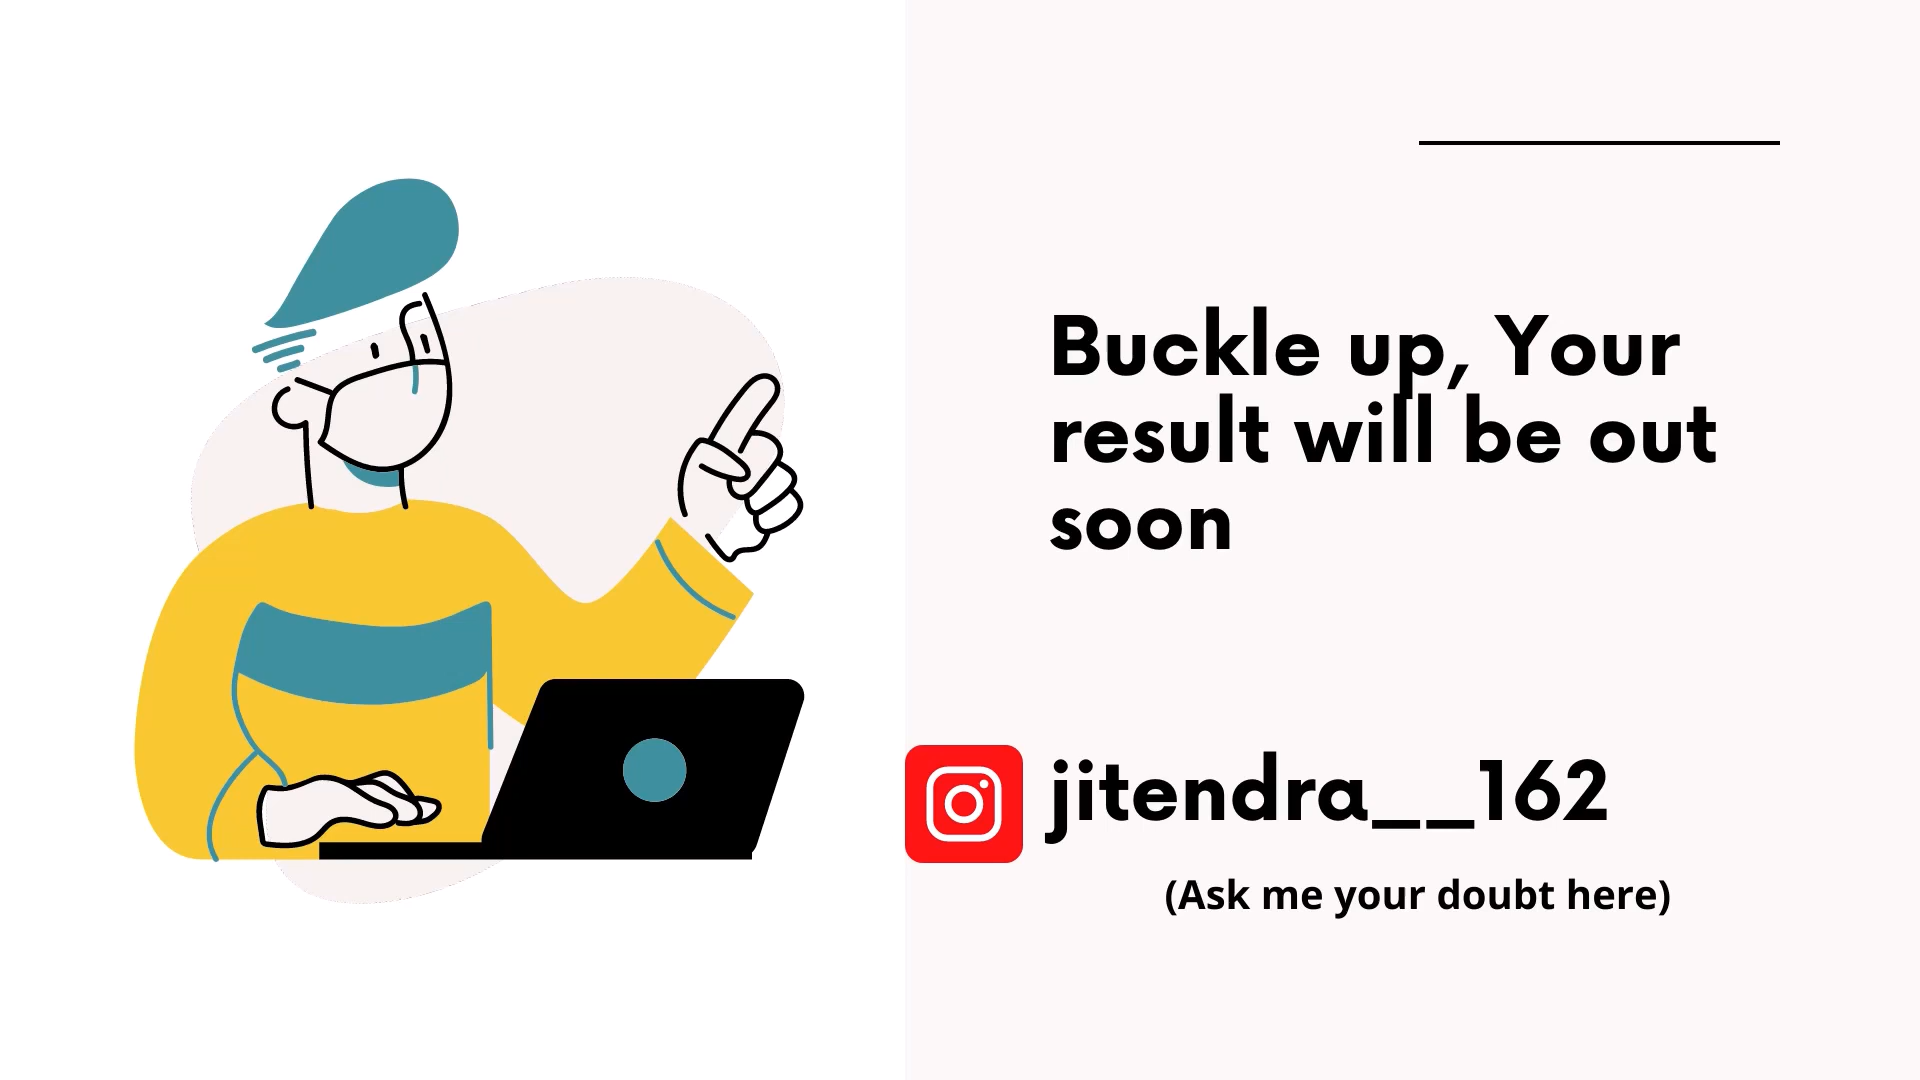 Buckle up, Your
result will be out
soon
jitendra__162
(Ask me your doubt here)